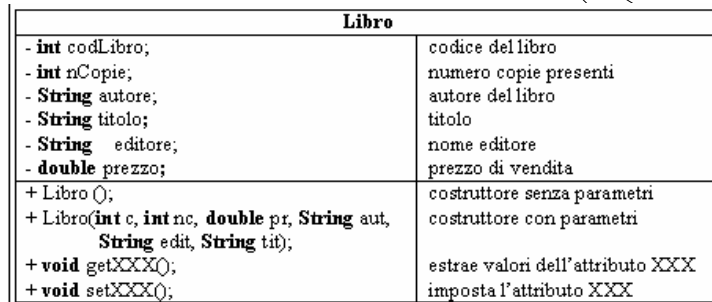 Libro
- int codLibro; codice del libro
- int nCopie; numero copie presenti
- String autore; autore del libro
- String titolo; titolo
- String editore; nome editore
- double prezzo; prezzo di vendita
+ Libro (); costruttore senza parametri
+ Libro(int c, int nc, double pr, String aut, costruttore con parametri
String edit, String tit);
+ void getXXX(); estrae valori dell'attributo XXX
+ void setXXX(); imposta l'attributo XXX